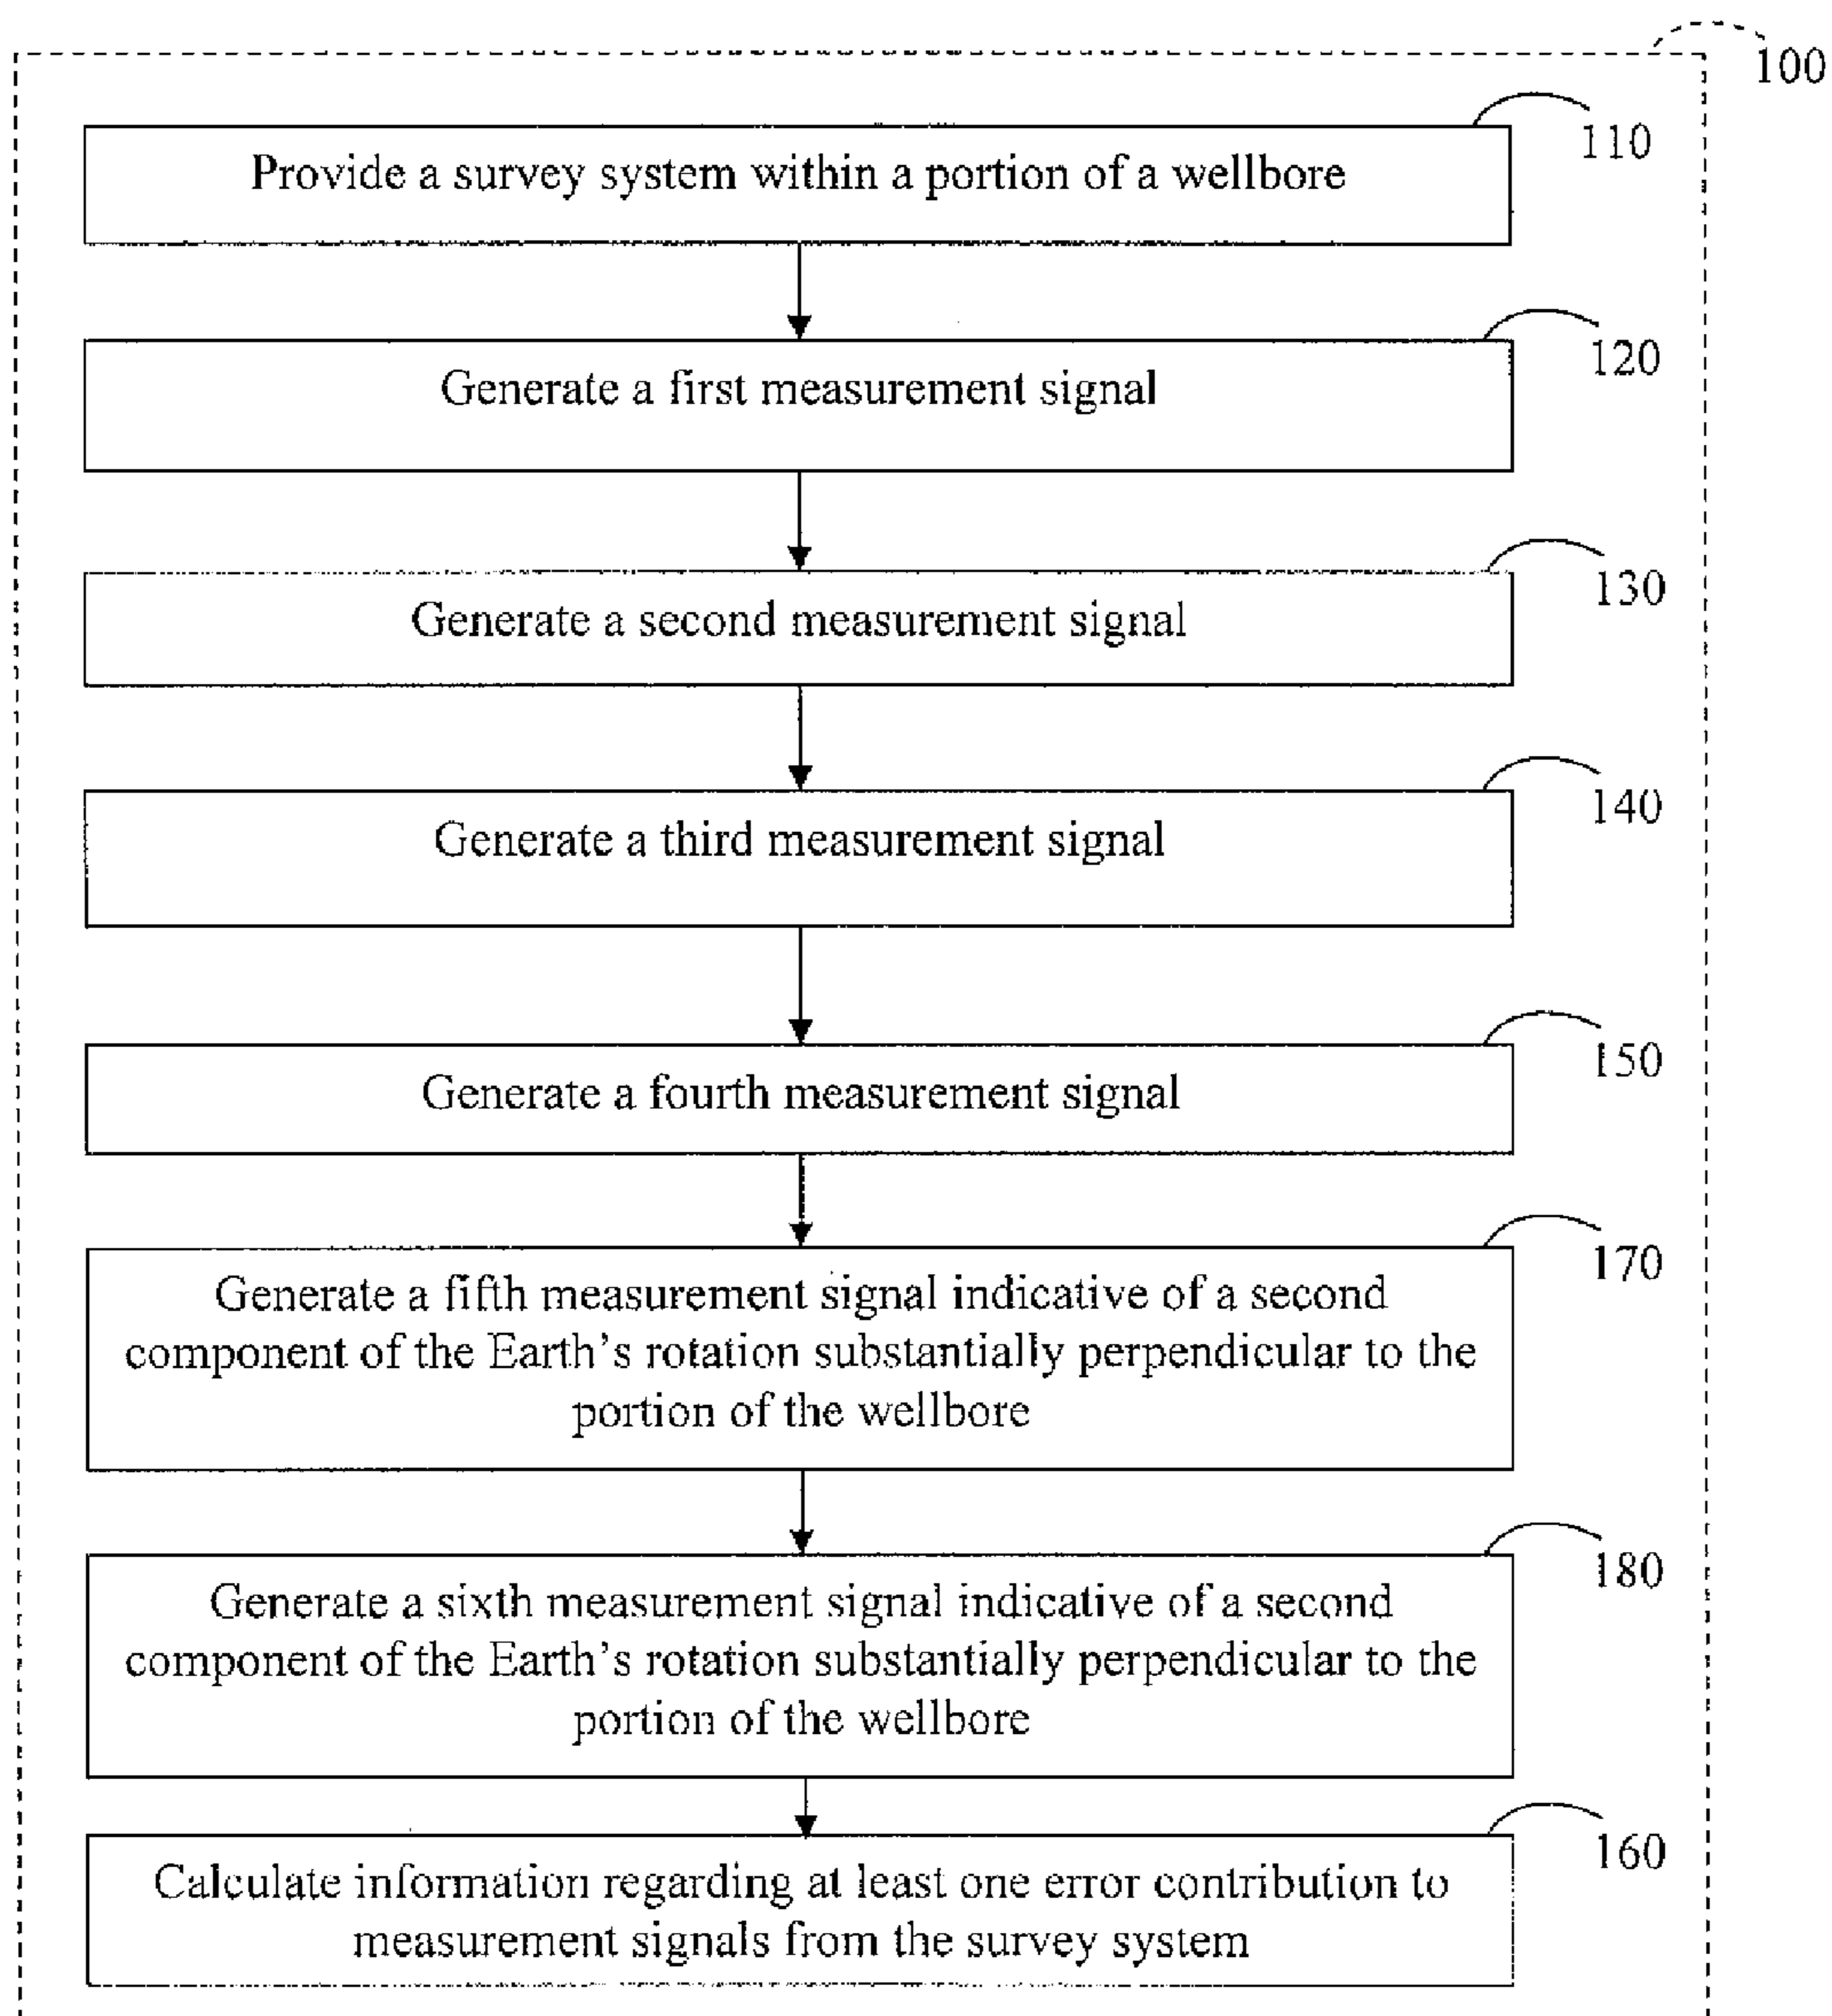 100
110
Provide a survey system within a portion of a wellbore
120
Generate a first measurement signal
130
Generate a second measurement signal
140
Generate a third measurement signal
150
Generate a fourth measurement signal
170
Generate a fifth measurement signal indicative of a second
component of the Earth's rotation substantially perpendicular to the
portion of the wellbore
180
Generate a sixth measurement signal indicative of a second
component of the Earth's rotation substantially perpendicular to the
portion of the wellbore
160
Calculate information regarding at least one error contribution to
measurement signals from the survey system